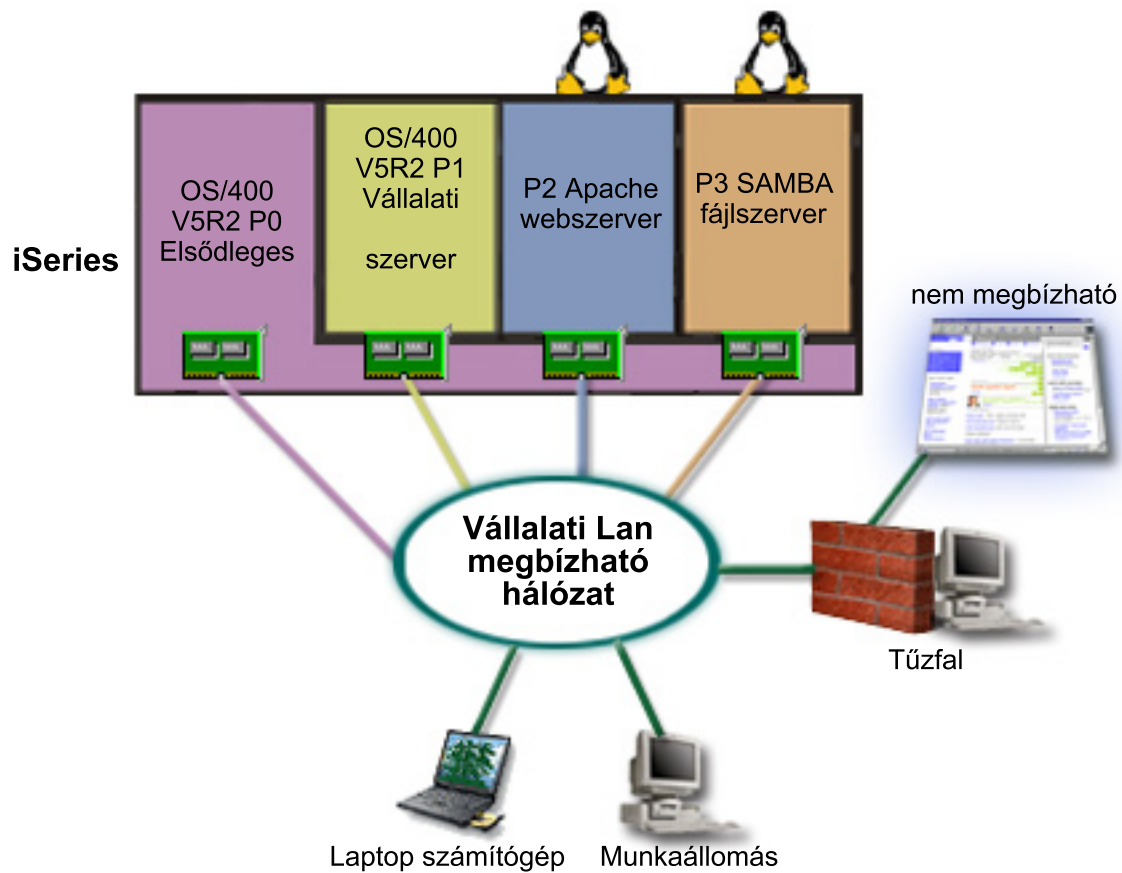 iSeries
OS/400
V5R2 P0
Elsődleges
OS/400
V5R2 P1
Vállalati
szerver
P2 Apache
webszerver
P3 SAMBA
fájlszerver
nem megbízható
Vállalati Lan
megbízható
hálózat
Tűzfal
Laptop számítógép
Munkaállomás